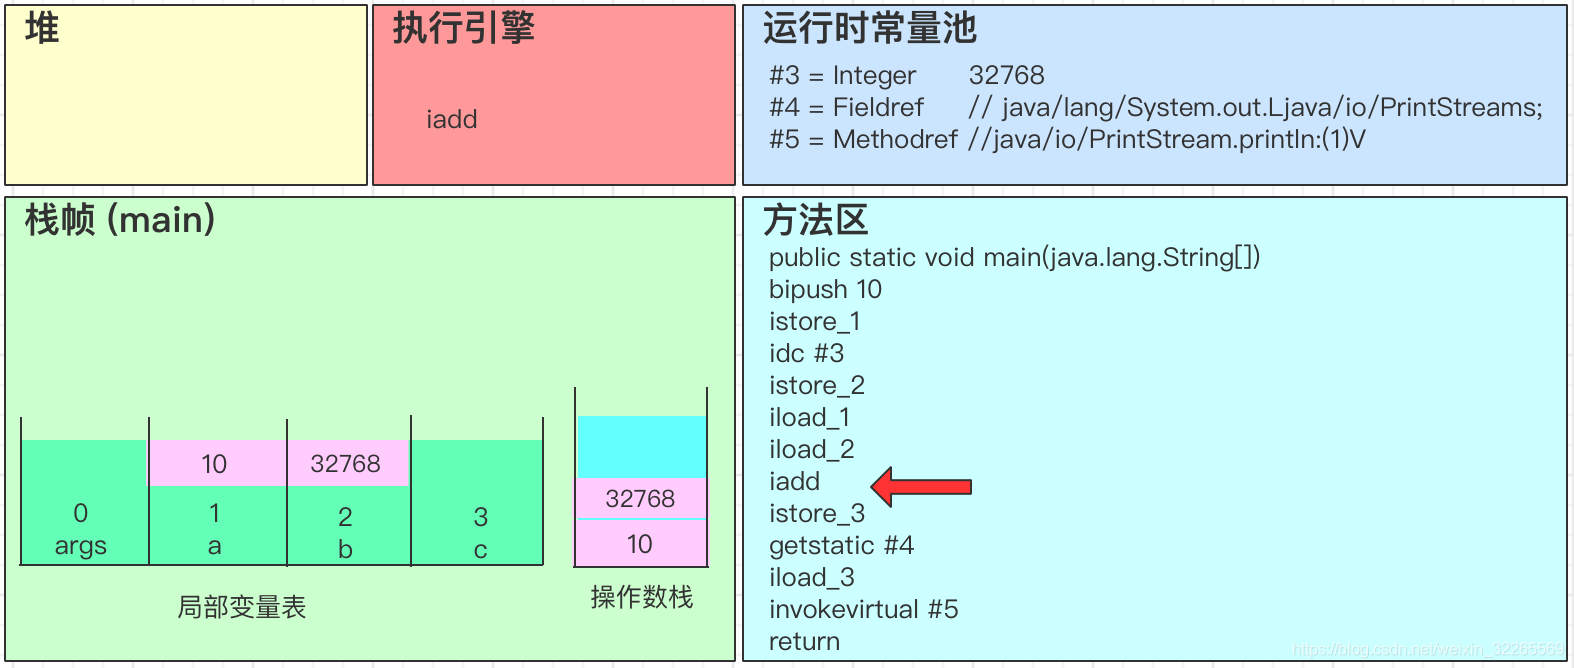 堆
执行引擎
iadd
运行时常量池
#3 = Integer 32768
#4 = Fieldref // java/lang/System.out.Ljava/io/PrintStreams;
#5 = Methodref //java/io/PrintStream.println:(1)V
栈帧 (main)
10 32768
0 1 2 3
args a b c
局部变量表
32768
10
操作数栈
方法区
public static void main(java.lang.String[])
bipush 10
istore_1
idc #3
istore_2
iload_1
iload_2
iadd
istore_3
getstatic #4
iload_3
invokevirtual #5
return
https://blog.csdn.net/weixin_32265569